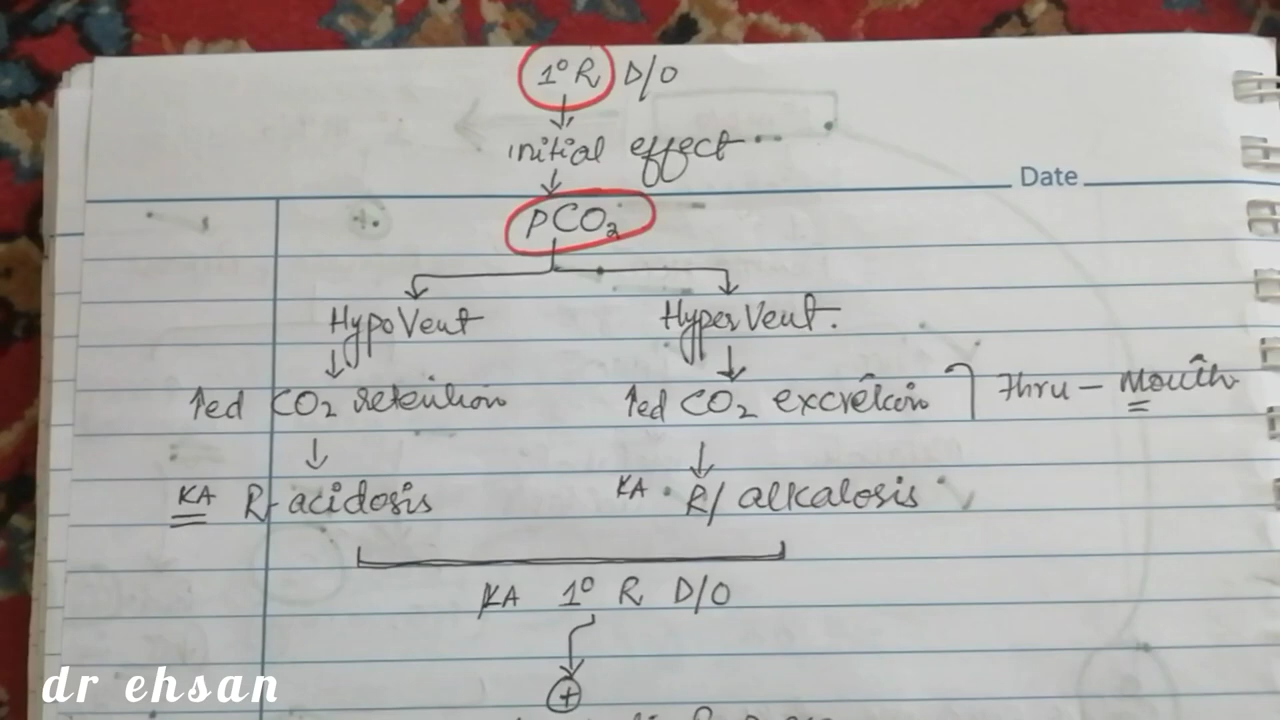 1° R D/O
initial effect
Date
PCO₂
HypoVent HyperVent.
↑ed CO₂ retention ↑ed CO₂ excretion thru - Mouth
KA R-acidosis KA R/ alkalosis
KA 1° R D/O
+
dr ehsan